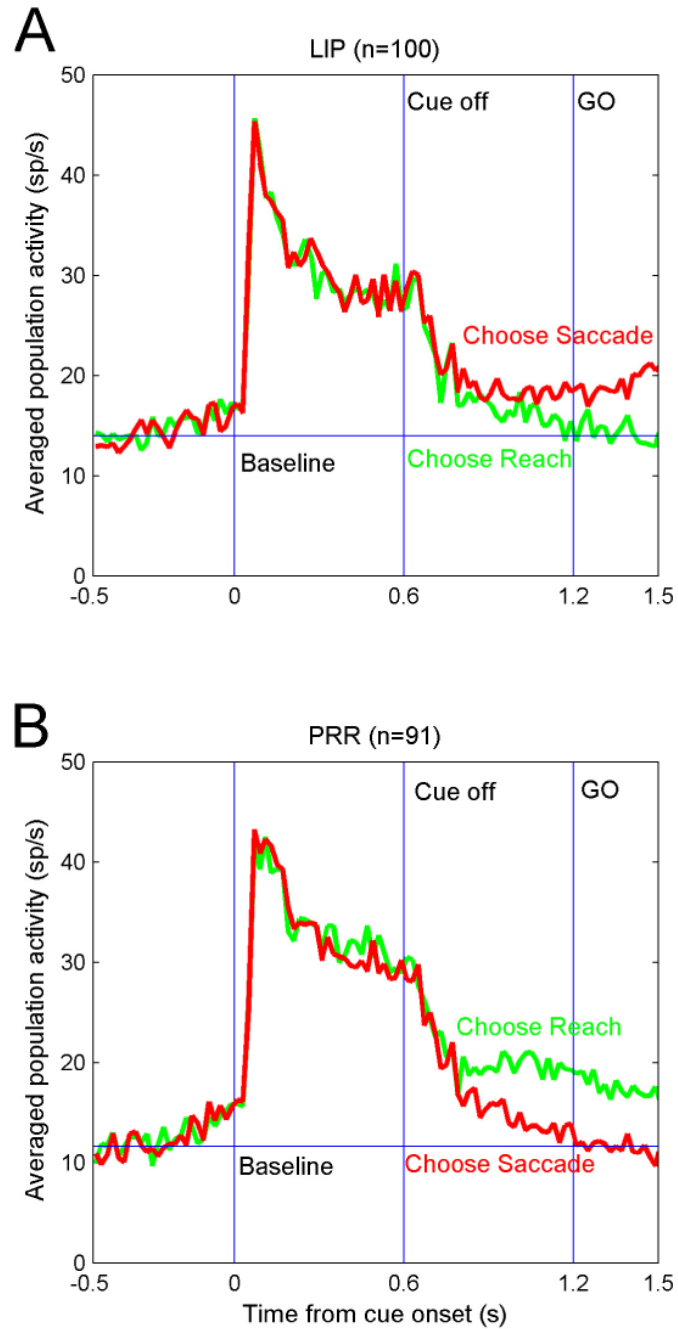 A
LIP (n=100)
50
Cue off
GO
40
30
Choose Saccade
20
10
Baseline
Choose Reach
0
-0.5
0
0.6
1.2
1.5
Averaged population activity (sp/s)
B
PRR (n=91)
50
Cue off
GO
40
30
Choose Reach
20
10
Baseline
Choose Saccade
0
-0.5
0
0.6
1.2
1.5
Averaged population activity (sp/s)
Time from cue onset (s)